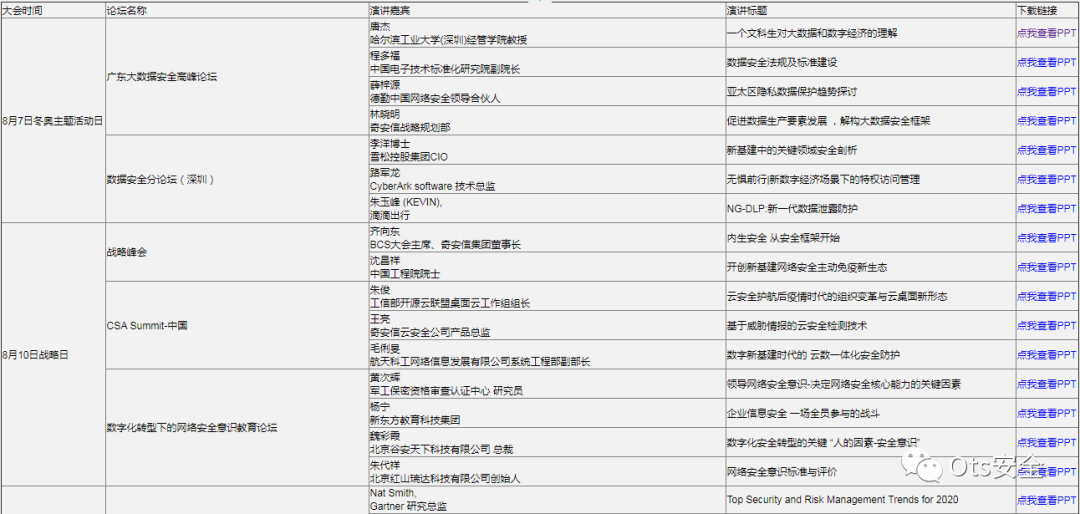 大会时间 论坛名称 演讲嘉宾 演讲标题 下载链接
8月7日冬奥主题活动日
广东大数据安全高峰论坛
唐杰
哈尔滨工业大学(深圳)经管学院教授
一个文科生对大数据和数字经济的理解 点我查看PPT
程多福
中国电子技术标准化研究院副院长
数据安全法规及标准建设 点我查看PPT
薛梓源
德勤中国网络安全领导合伙人
亚太区隐私数据保护趋势探讨 点我查看PPT
林晓明
奇安信战略规划部
促进数据生产要素发展 ，解构大数据安全框架 点我查看PPT
数据安全分论坛（深圳）
李洋博士
雪松控股集团CIO
新基建中的关键领域安全剖析 点我查看PPT
路军龙
CyberArk software 技术总监
无惧前行|新数字经济场景下的特权访问管理 点我查看PPT
朱玉峰 (KEVIN),
滴滴出行
NG-DLP:新一代数据泄露防护 点我查看PPT
8月10日战略日
战略峰会
齐向东
BCS大会主席、奇安信集团董事长
内生安全 从安全框架开始 点我查看PPT
沈昌祥
中国工程院院士
开创新基建网络安全主动免疫新生态 点我查看PPT
CSA Summit-中国
朱俊
工信部开源云联盟桌面云工作组组长
云安全护航后疫情时代的组织变革与云桌面新形态 点我查看PPT
王亮
奇安信云安全公司产品总监
基于威胁情报的云安全检测技术 点我查看PPT
毛俐旻
航天科工网络信息发展有限公司系统工程部副部长
数字新基建时代的 云数一体化安全防护 点我查看PPT
数字化转型下的网络安全意识教育论坛
黄次辉
军工保密资格审查认证中心 研究员
领导网络安全意识-决定网络安全核心能力的关键因素 点我查看PPT
杨宁
新东方教育科技集团
企业信息安全 一场全员参与的战斗 点我查看PPT
魏彩霞
北京谷安天下科技有限公司 总裁
数字化安全转型的关键 “人的因素-安全意识” 点我查看PPT
朱代祥
北京红山瑞达科技有限公司创始人
网络安全意识标准与评价 点我查看PPT
Nat Smith,
Gartner 研究总监
Top Security and Risk Management Trends for 2020 点我查看PPT
Ots安全